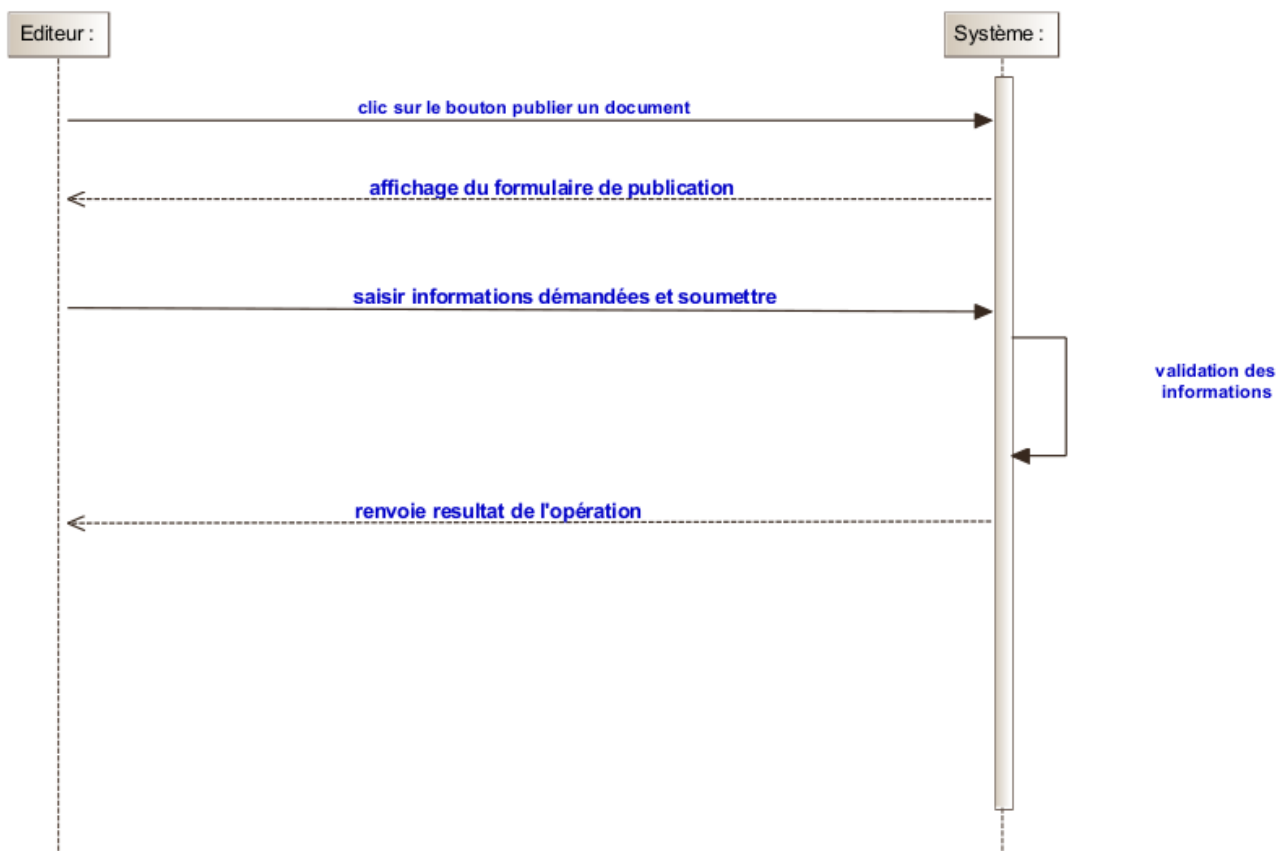 Editeur :
Système :
clic sur le bouton publier un document
affichage du formulaire de publication
saisir informations démandées et soumettre
validation des
informations
renvoie resultat de l'opération